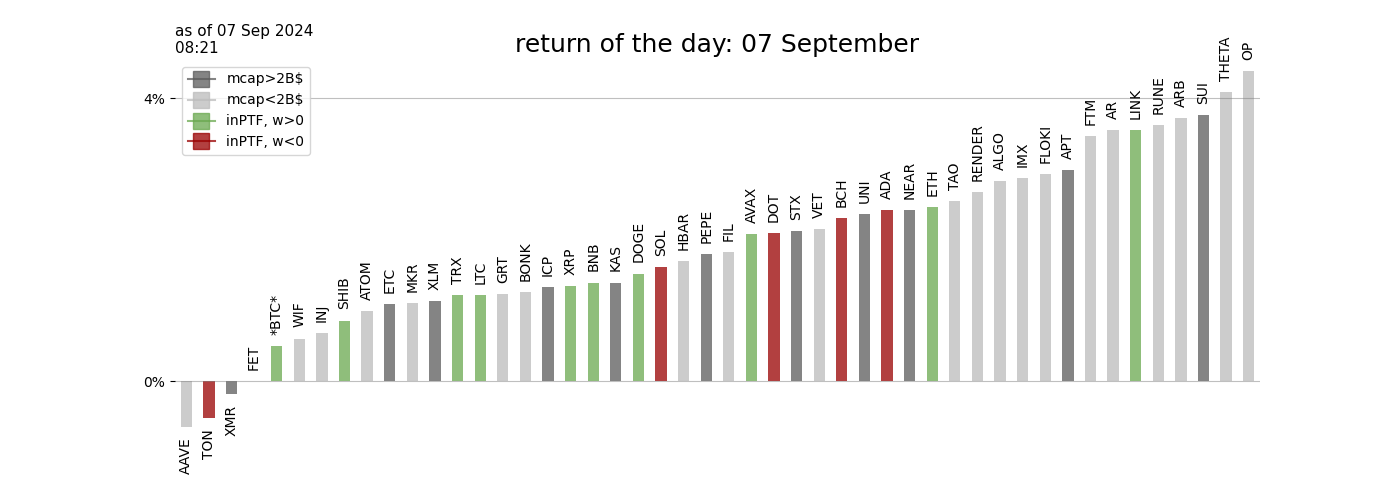 as of 07 Sep 2024
08:21
return of the day: 07 September
mcap>2B$
mcap<2B$
inPTF, w>0
inPTF, w<0
4%
0%
AAVE
TON
XMR
FET
*BTC*
WIF
INJ
SHIB
ATOM
ETC
MKR
XLM
TRX
LTC
GRT
BONK
ICP
XRP
BNB
KAS
DOGE
SOL
HBAR
PEPE
FIL
AVAX
DOT
STX
VET
BCH
UNI
ADA
NEAR
ETH
TAO
RENDER
ALGO
IMX
FLOKI
APT
FTM
AR
LINK
RUNE
ARB
SUI
THETA
OP